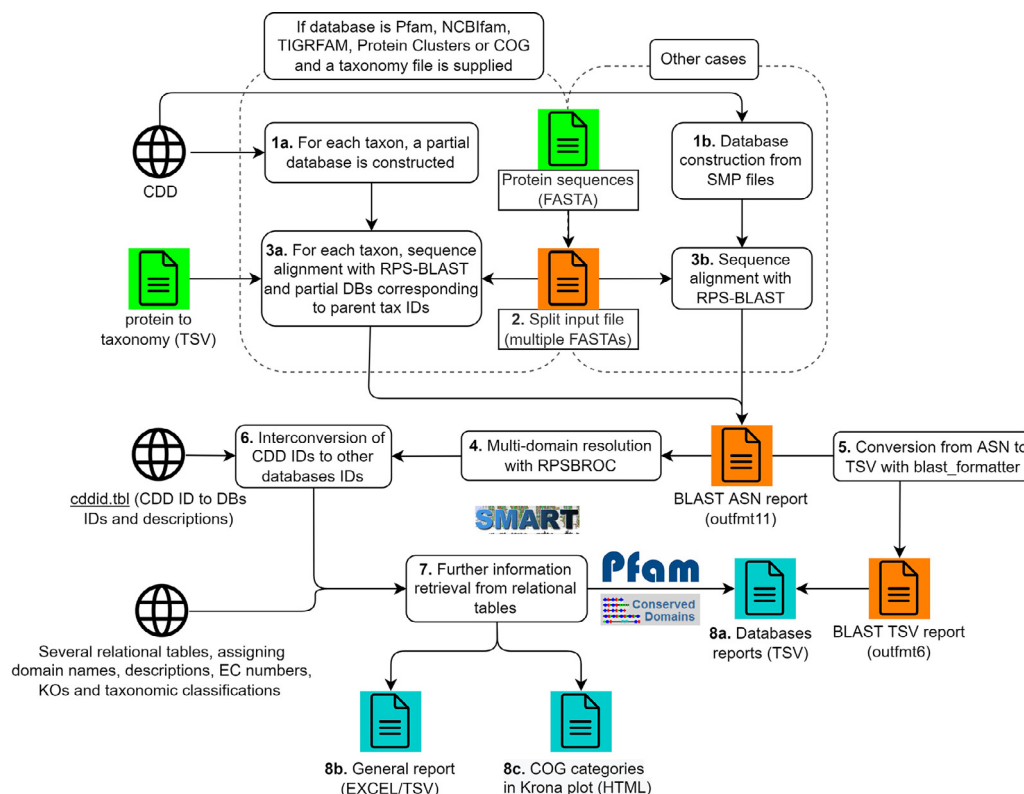 If database is Pfam, NCBIfam,
TIGRFAM, Protein Clusters or COG
and a taxonomy file is supplied
Other cases
CDD
1a. For each taxon, a partial
database is constructed
Protein sequences
(FASTA)
1b. Database
construction from
SMP files
protein to
taxonomy (TSV)
3a. For each taxon, sequence
alignment with RPS-BLAST
and partial DBs corresponding
to parent tax IDs
2. Split input file
(multiple FASTAs)
3b. Sequence
alignment with
RPS-BLAST
cddid.tbl (CDD ID to DBs
IDs and descriptions)
6. Interconversion of
CDD IDs to other
databases IDs
4. Multi-domain resolution
with RPSBROC
BLAST ASN report
(outfmt11)
5. Conversion from ASN to
TSV with blast_formatter
SMART
Several relational tables, assigning
domain names, descriptions, EC numbers,
KOs and taxonomic classifications
7. Further information
retrieval from relational
tables
Pfam
Conserved
Domains
8a. Databases
reports (TSV)
BLAST TSV report
(outfmt6)
8b. General report
(EXCEL/TSV)
8c. COG categories
in Krona plot (HTML)